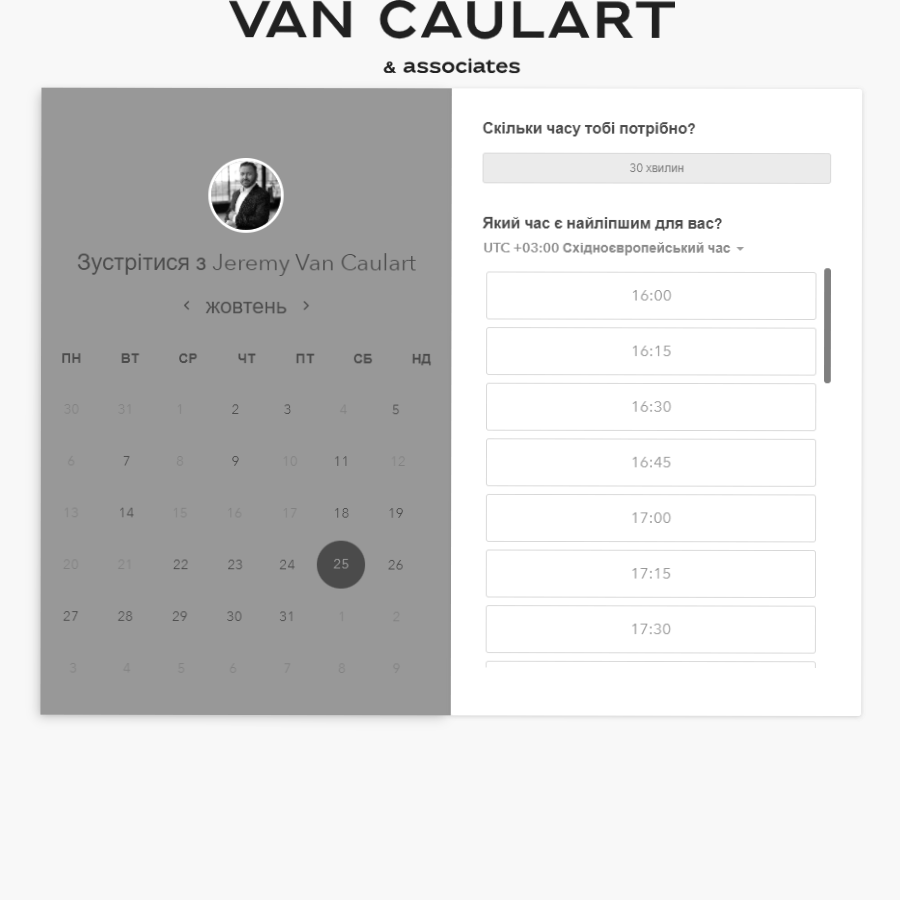 VAN CAULART
& associates
Зустрітися з Jeremy Van Caulart
жовтень
ПН ВТ СР ЧТ ПТ СБ НД
30 31 1 2 3 4 5
6 7 8 9 10 11 12
13 14 15 16 17 18 19
20 21 22 23 24 25 26
27 28 29 30 31 1 2
3 4 5 6 7 8 9
Скільки часу тобі потрібно?
30 хвилин
Який час є найліпшим для вас?
UTC +03:00 Східноєвропейський час
16:00
16:15
16:30
16:45
17:00
17:15
17:30